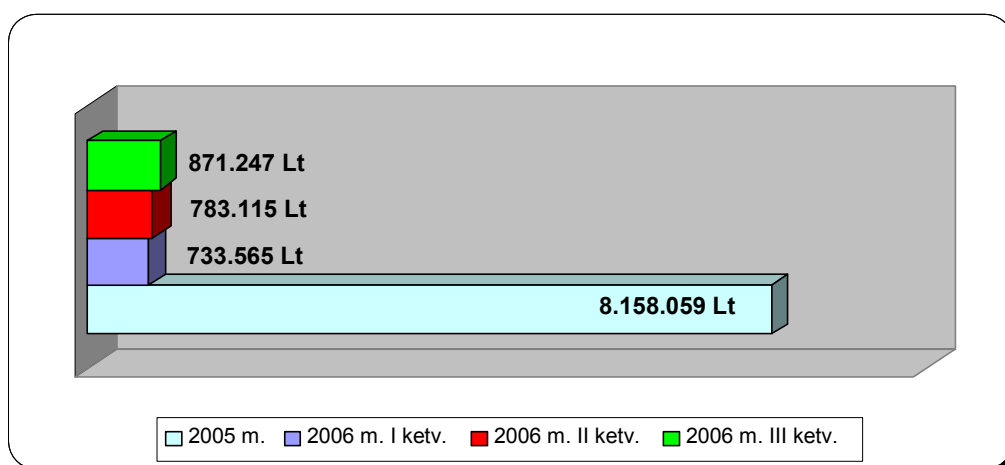 871.247 Lt
783.115 Lt
733.565 Lt
8.158.059 Lt
2005 m. 2006 m. I ketv. 2006 m. II ketv. 2006 m. III ketv.